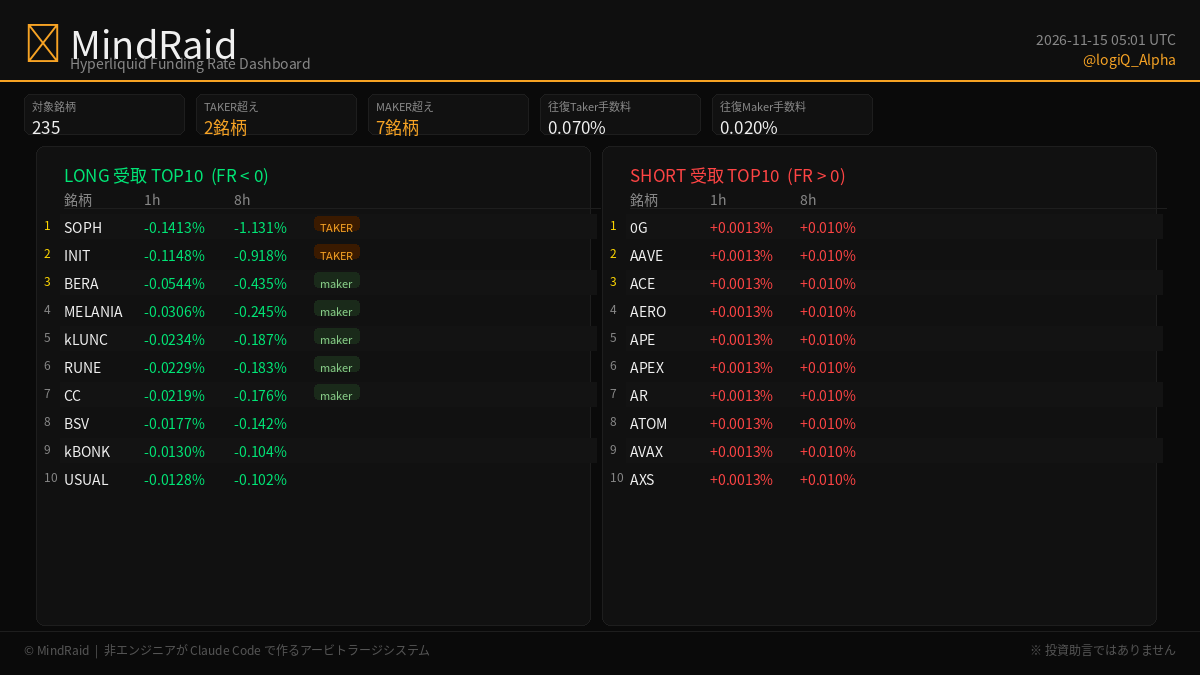 MindRaid
Hyperliquid Funding Rate Dashboard
2026-11-15 05:01 UTC
@logiQ_Alpha
対象銘柄
235
TAKER超え
2銘柄
MAKER超え
7銘柄
往復Taker手数料
0.070%
往復Maker手数料
0.020%
LONG 受取 TOP10 (FR < 0)
銘柄 1h 8h
1 SOPH -0.1413% -1.131% TAKER
2 INIT -0.1148% -0.918% TAKER
3 BERA -0.0544% -0.435% maker
4 MELANIA -0.0306% -0.245% maker
5 kLUNC -0.0234% -0.187% maker
6 RUNE -0.0229% -0.183% maker
7 CC -0.0219% -0.176% maker
8 BSV -0.0177% -0.142%
9 kBONK -0.0130% -0.104%
10 USUAL -0.0128% -0.102%
SHORT 受取 TOP10 (FR > 0)
銘柄 1h 8h
1 0G +0.0013% +0.010%
2 AAVE +0.0013% +0.010%
3 ACE +0.0013% +0.010%
4 AERO +0.0013% +0.010%
5 APE +0.0013% +0.010%
6 APEX +0.0013% +0.010%
7 AR +0.0013% +0.010%
8 ATOM +0.0013% +0.010%
9 AVAX +0.0013% +0.010%
10 AXS +0.0013% +0.010%
© MindRaid | 非エンジニアが Claude Code で作るアービトラージシステム
※ 投資助言ではありません